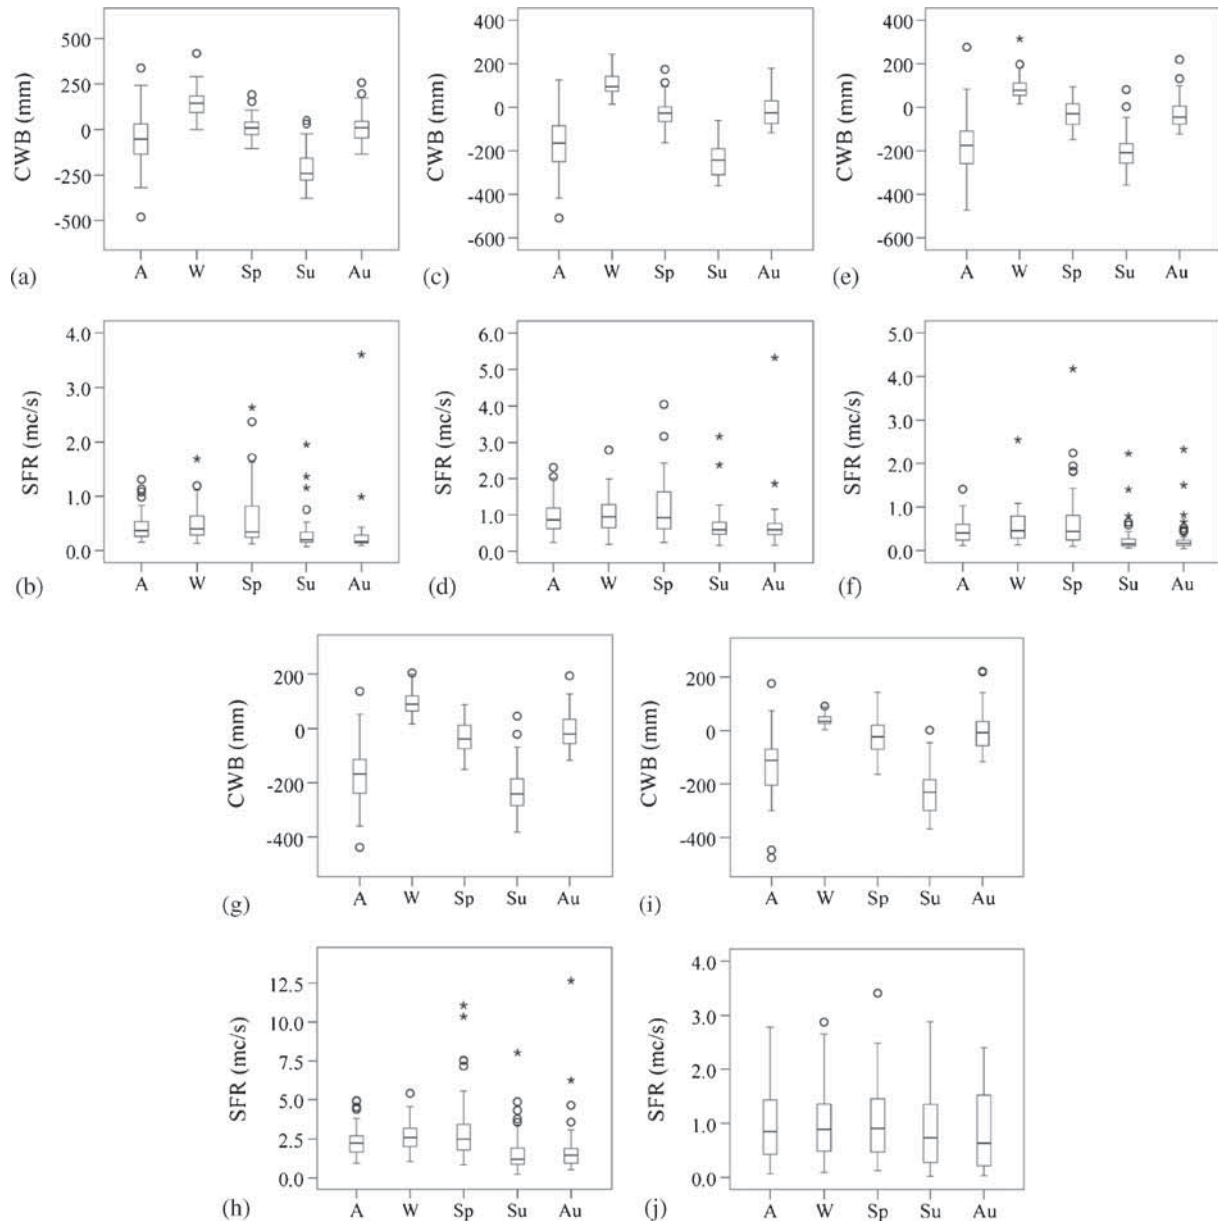 500
250
0
-250
-500
CWB (mm)
A W Sp Su Au
(a)
400
200
0
-200
-400
-600
CWB (mm)
A W Sp Su Au
(c)
400
200
0
-200
-400
-600
CWB (mm)
A W Sp Su Au
(e)
4.0
3.0
2.0
1.0
0.0
SFR (mc/s)
A W Sp Su Au
(b)
6.0
5.0
4.0
3.0
2.0
1.0
0.0
SFR (mc/s)
A W Sp Su Au
(d)
5.0
4.0
3.0
2.0
1.0
0.0
SFR (mc/s)
A W Sp Su Au
(f)
200
0
-200
-400
CWB (mm)
A W Sp Su Au
(g)
200
0
-200
-400
CWB (mm)
A W Sp Su Au
(i)
12.5
10.0
7.5
5.0
2.5
0.0
SFR (mc/s)
A W Sp Su Au
(h)
4.0
3.0
2.0
1.0
0.0
SFR (mc/s)
A W Sp Su Au
(j)